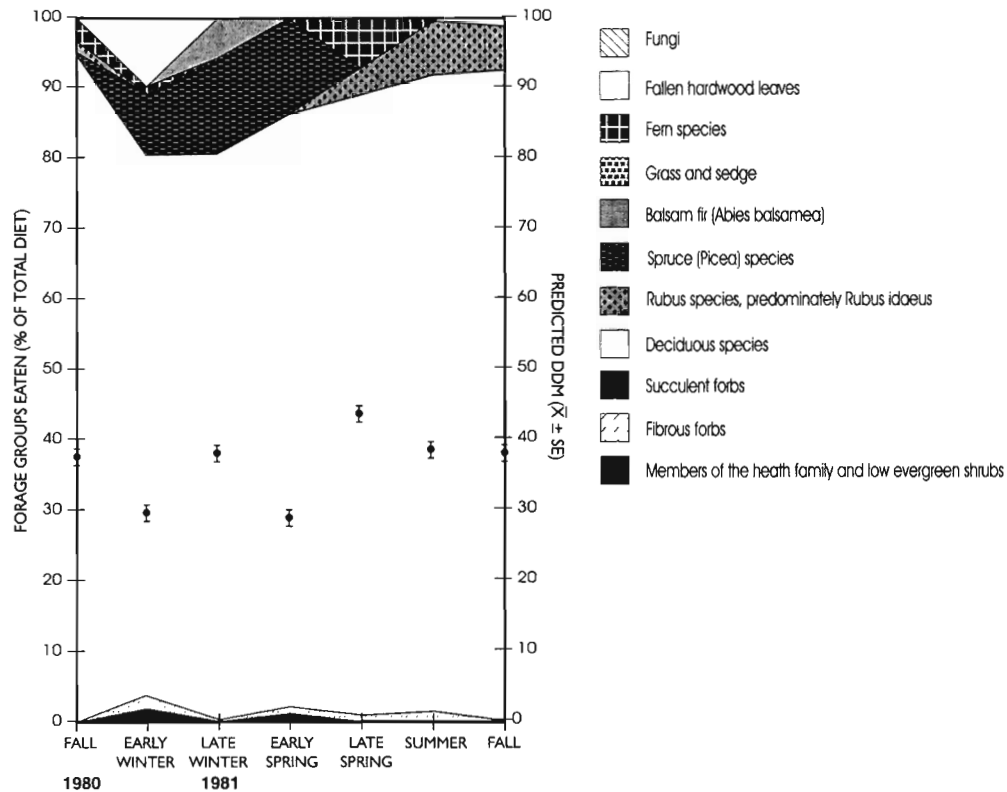 FORAGE GROUPS EATEN (% OF TOTAL DIET)
100
90
80
70
60
50
40
30
20
10
0
100
90
80
70
60
50
40
30
20
10
0
PREDICTED DDM (X̅ ± SE)
FALL
EARLY
WINTER
LATE
WINTER
EARLY
SPRING
LATE
SPRING
SUMMER
FALL
1980
1981
Fungi
Fallen hardwood leaves
Fern species
Grass and sedge
Balsam fir (Abies balsamea)
Spruce (Picea) species
Rubus species, predominately Rubus idaeus
Deciduous species
Succulent forbs
Fibrous forbs
Members of the heath family and low evergreen shrubs